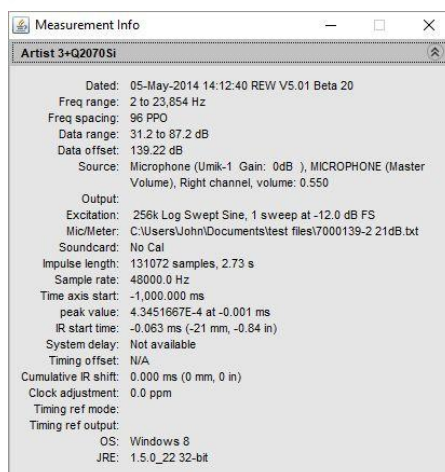 Measurement Info
Artist 3+Q2070Si
Dated: 05-May-2014 14:12:40 REW V5.01 Beta 20
Freq range: 2 to 23,854 Hz
Freq spacing: 96 PPO
Data range: 31.2 to 87.2 dB
Data offset: 139.22 dB
Source: Microphone (Umik-1 Gain: 0dB ), MICROPHONE (Master
Volume), Right channel, volume: 0.550
Output:
Excitation: 256k Log Swept Sine, 1 sweep at -12.0 dB FS
Mic/Meter: C:\Users\John\Documents\test files\7000139-2 21dB.txt
Soundcard: No Cal
Impulse length: 131072 samples, 2.73 s
Sample rate: 48000.0 Hz
Time axis start: -1,000.000 ms
peak value: 4.3451667E-4 at -0.001 ms
IR start time: -0.063 ms (-21 mm, -0.84 in)
System delay: Not available
Timing offset: N/A
Cumulative IR shift: 0.000 ms (0 mm, 0 in)
Clock adjustment: 0.0 ppm
Timing ref mode:
Timing ref output:
OS: Windows 8
JRE: 1.5.0_22 32-bit